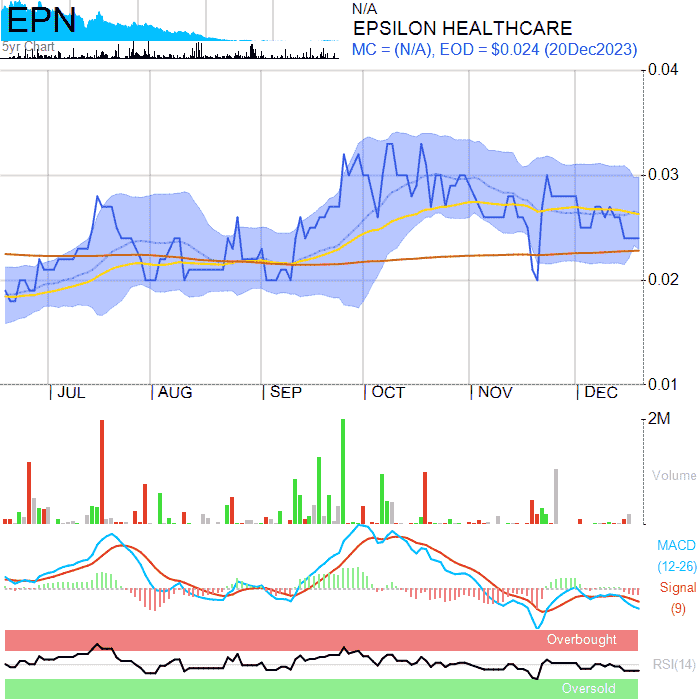 EPN
5yr Chart
N/A
EPSILON HEALTHCARE
MC = (N/A), EOD = $0.024 (20Dec2023)
0.04
0.03
0.02
0.01
JUL AUG SEP OCT NOV DEC
2M
Volume
MACD
(12-26)
Signal
(9)
Overbought
RSI(14)
Oversold